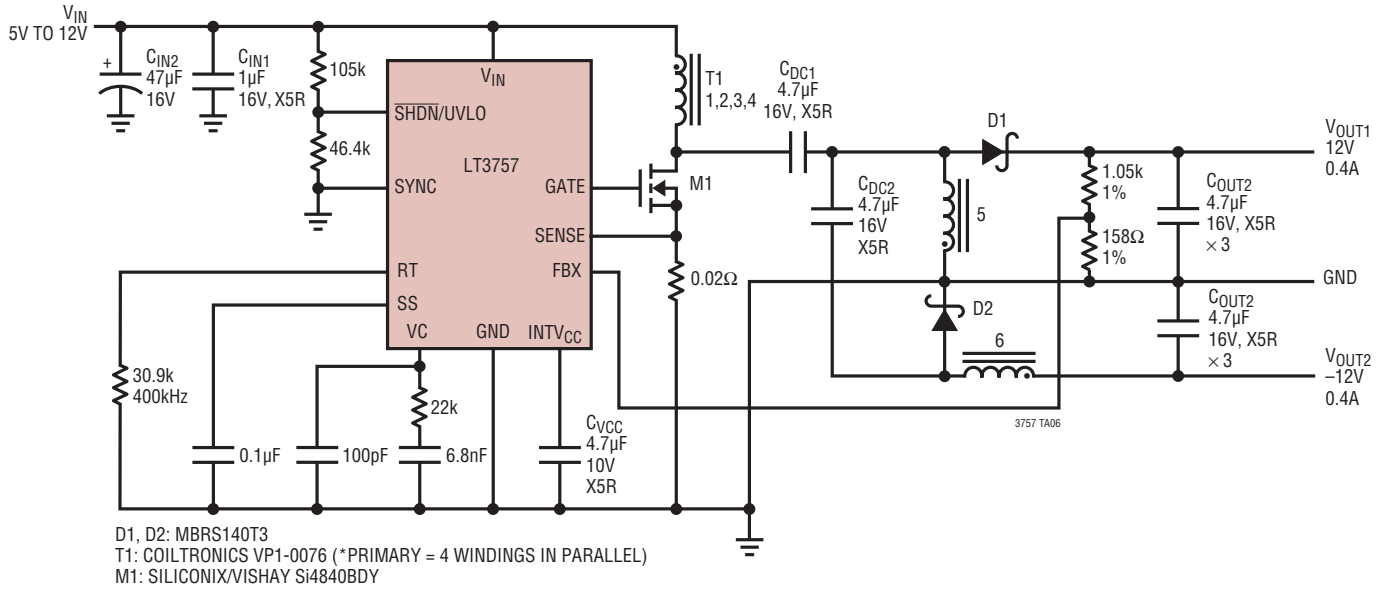 VIN
5V TO 12V
+
CIN2
47µF
16V
CIN1
1µF
16V, X5R
105k
46.4k
VIN
SHDN/UVLO
LT3757
SYNC
GATE
SENSE
RT
FBX
SS
VC
GND
INTVCC
T1
1,2,3,4
CDC1
4.7µF
16V, X5R
M1
0.02Ω
CDC2
4.7µF
16V
X5R
D1
5
D2
6
1.05k
1%
158Ω
1%
COUT2
4.7µF
16V, X5R
× 3
COUT2
4.7µF
16V, X5R
× 3
VOUT1
12V
0.4A
GND
VOUT2
–12V
0.4A
30.9k
400kHz
0.1µF
100pF
22k
6.8nF
CVCC
4.7µF
10V
X5R
3757 TA06
D1, D2: MBRS140T3
T1: COILTRONICS VP1-0076 (*PRIMARY = 4 WINDINGS IN PARALLEL)
M1: SILICONIX/VISHAY Si4840BDY